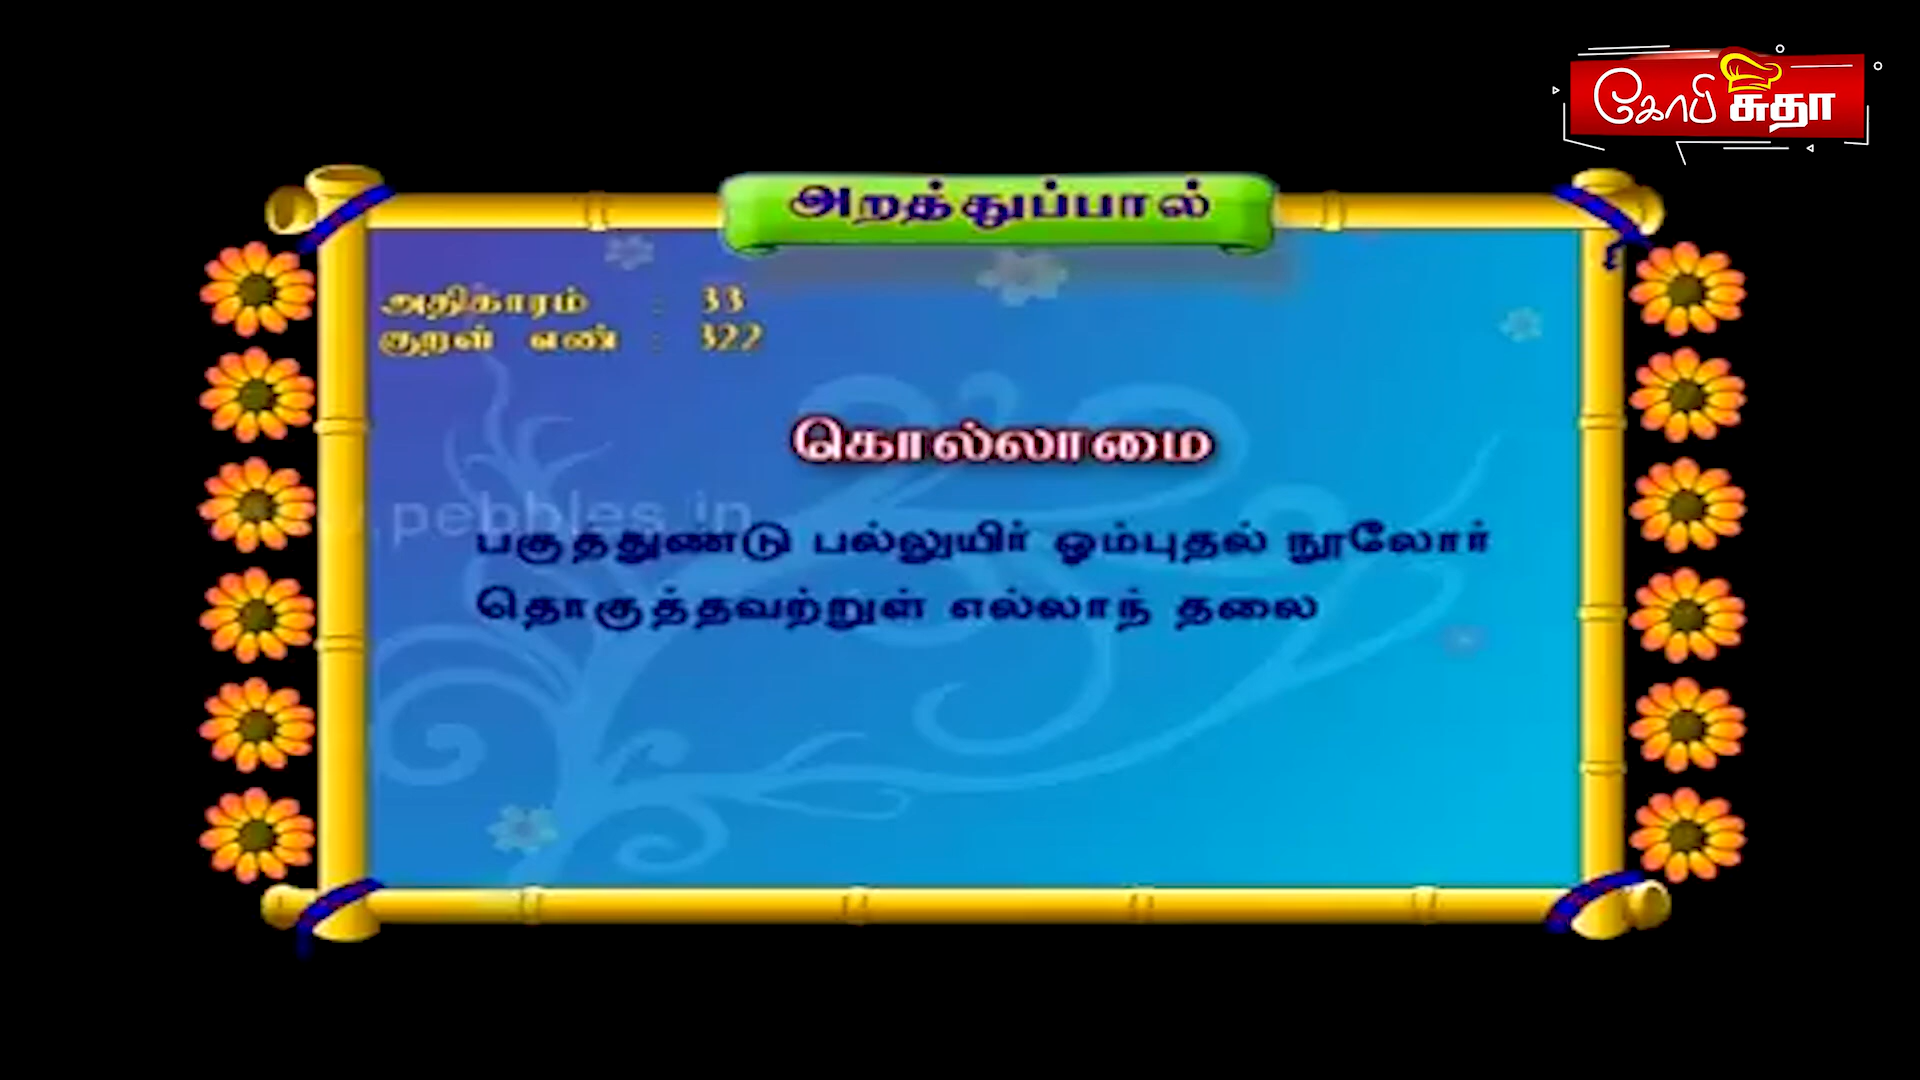 கோபி சுதா
அறத்துப்பால்
அதிகாரம் : 33
குறள் எண் : 322
கொல்லாமை
.pebbles.in
பகுத்துண்டு பல்லுயிர் ஓம்புதல் நூலோர்
தொகுத்தவற்றுள் எல்லாந் தலை